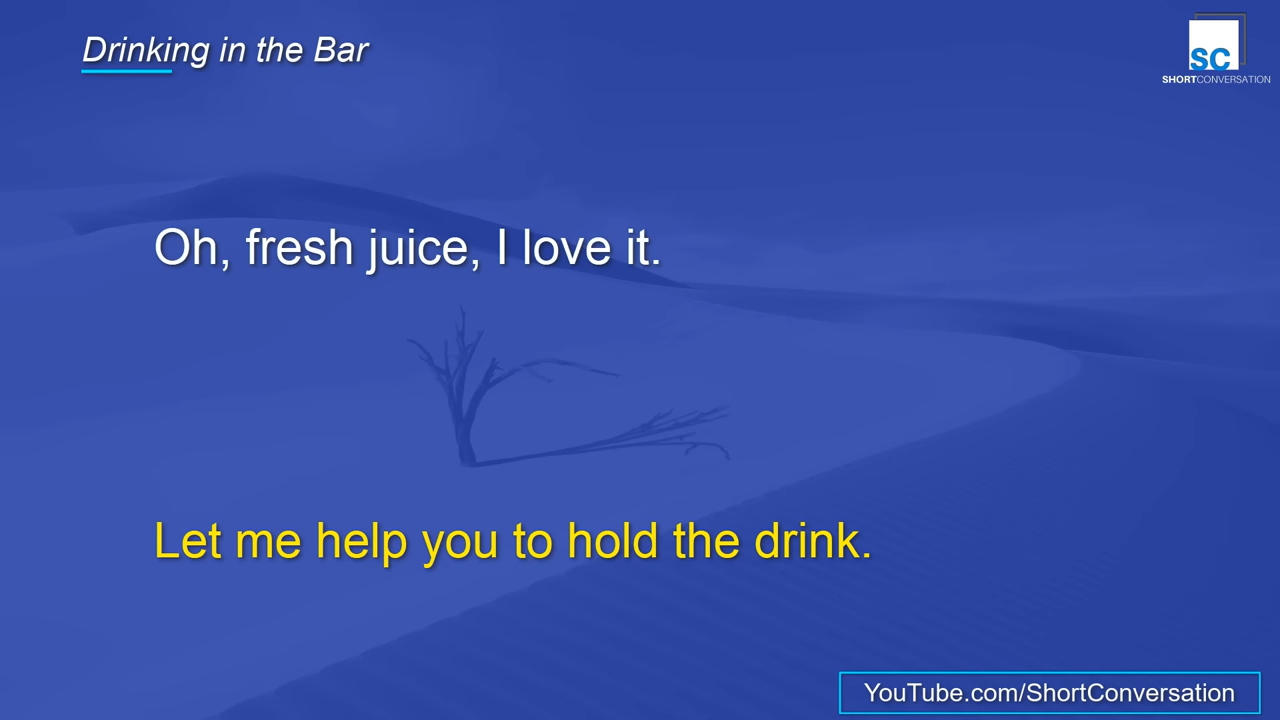 Drinking in the Bar
SC
SHORTCONVERSATION
Oh, fresh juice, I love it.
Let me help you to hold the drink.
YouTube.com/ShortConversation